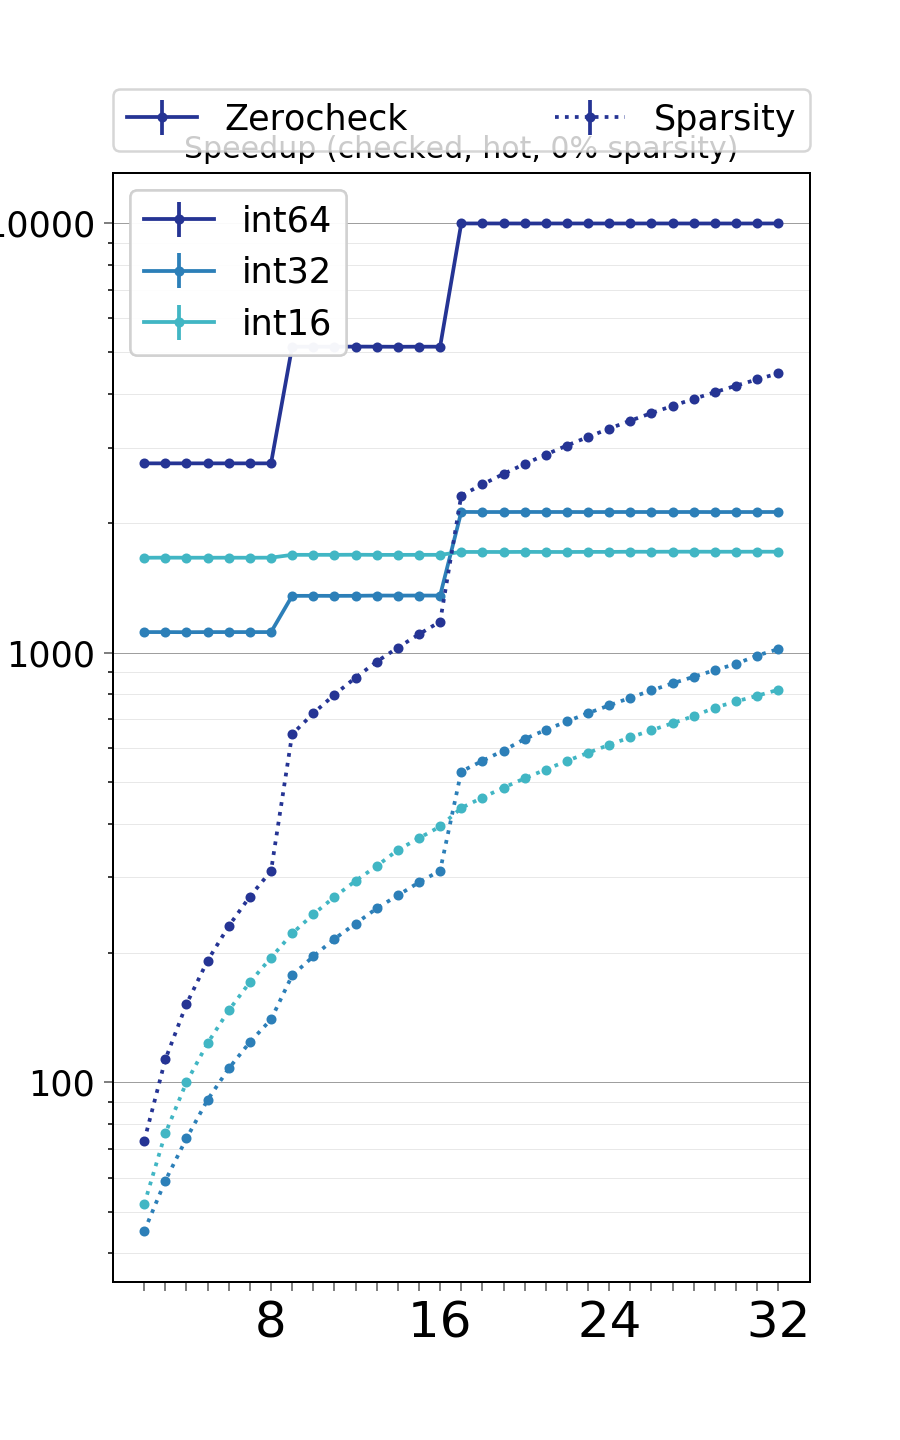 Zerocheck Sparsity
Speedup (checked, hot, 0% sparsity)
int64
int32
int16
10000
1000
100
8 16 24 32